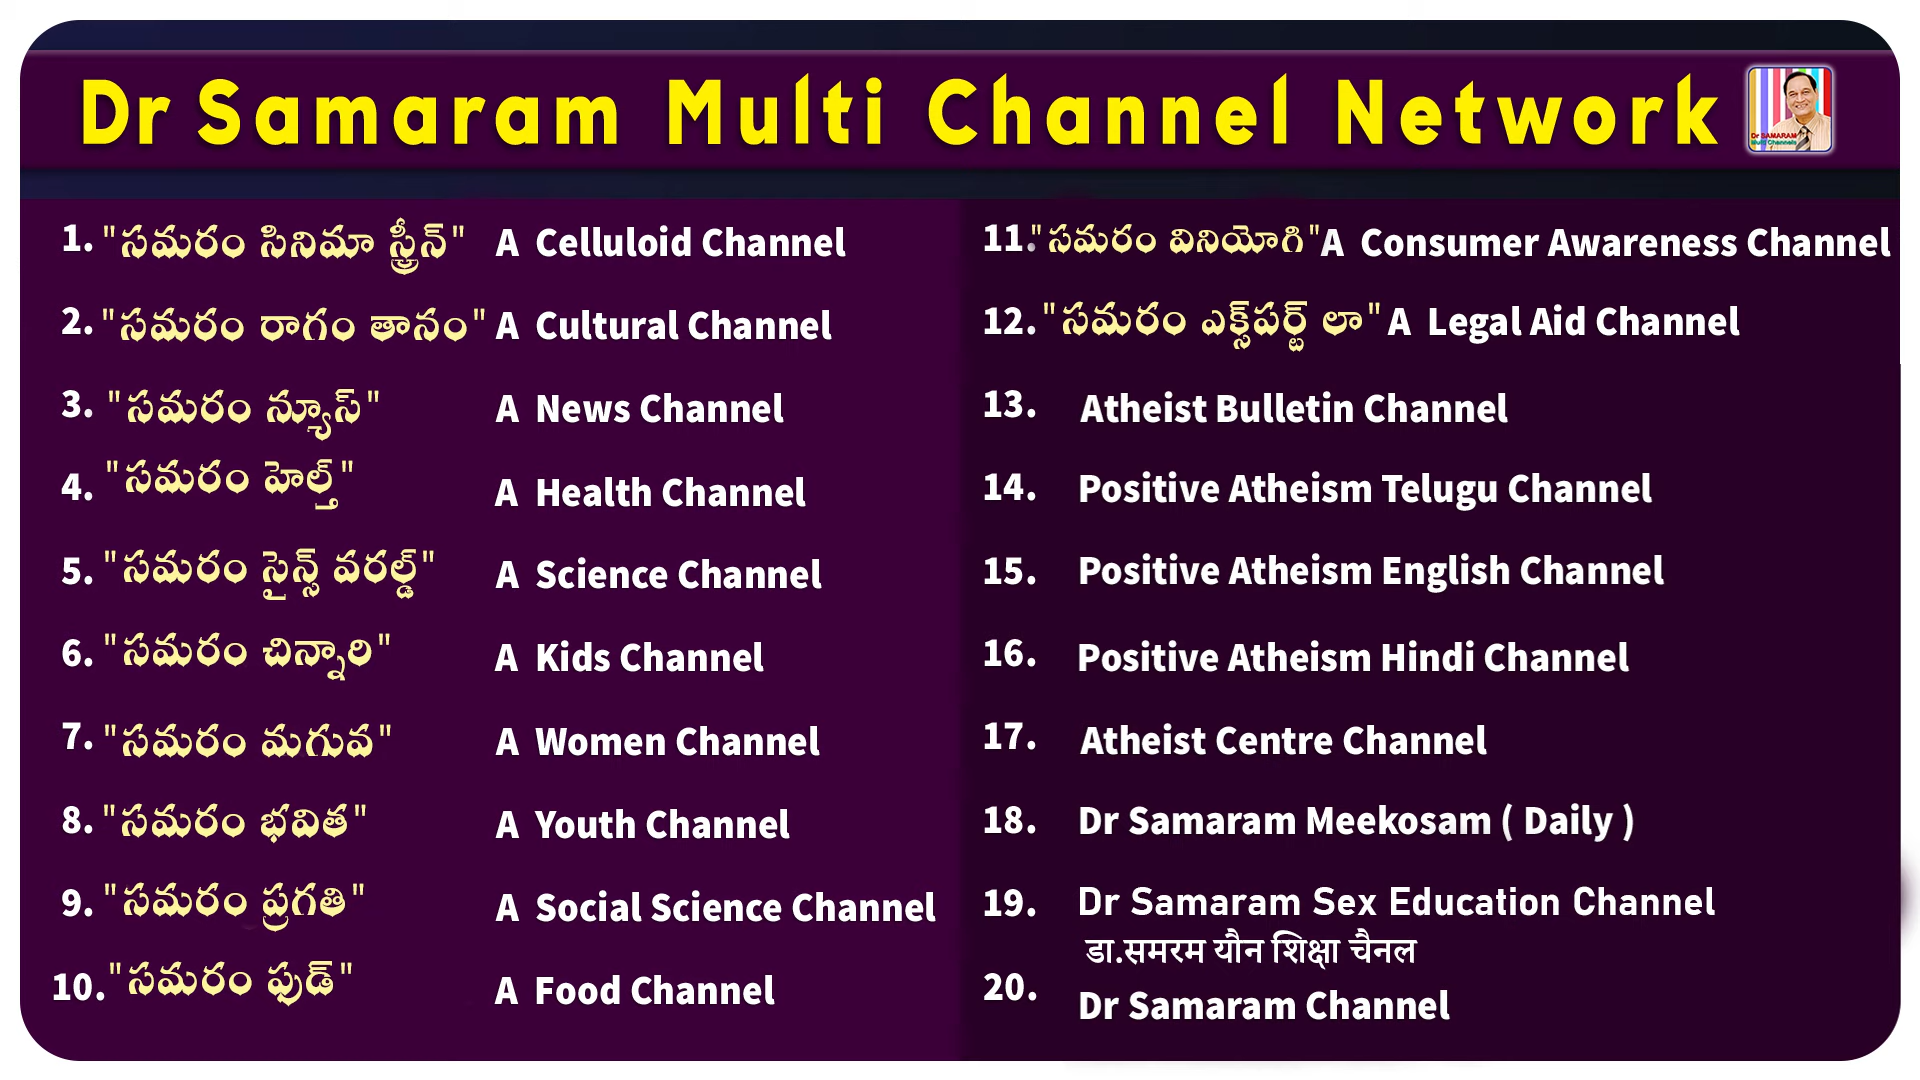 Dr Samaram Multi Channel Network
Dr SAMARAM
Multi Channels
1. "సమరం సినిమా స్క్రీన్" A Celluloid Channel
2. "సమరం రాగం తానం" A Cultural Channel
3. "సమరం న్యూస్" A News Channel
4. "సమరం హెల్త్" A Health Channel
5. "సమరం సైన్స్ వరల్డ్" A Science Channel
6. "సమరం చిన్నారి" A Kids Channel
7. "సమరం మగువ" A Women Channel
8. "సమరం భవిత" A Youth Channel
9. "సమరం ప్రగతి" A Social Science Channel
10. "సమరం ఫుడ్" A Food Channel
11. "సమరం వినియోగి" A Consumer Awareness Channel
12. "సమరం ఎక్స్‌పర్ట్ లా" A Legal Aid Channel
13. Atheist Bulletin Channel
14. Positive Atheism Telugu Channel
15. Positive Atheism English Channel
16. Positive Atheism Hindi Channel
17. Atheist Centre Channel
18. Dr Samaram Meekosam ( Daily )
19. Dr Samaram Sex Education Channel
डा.समरम यौन शिक्षा चैनल
20. Dr Samaram Channel